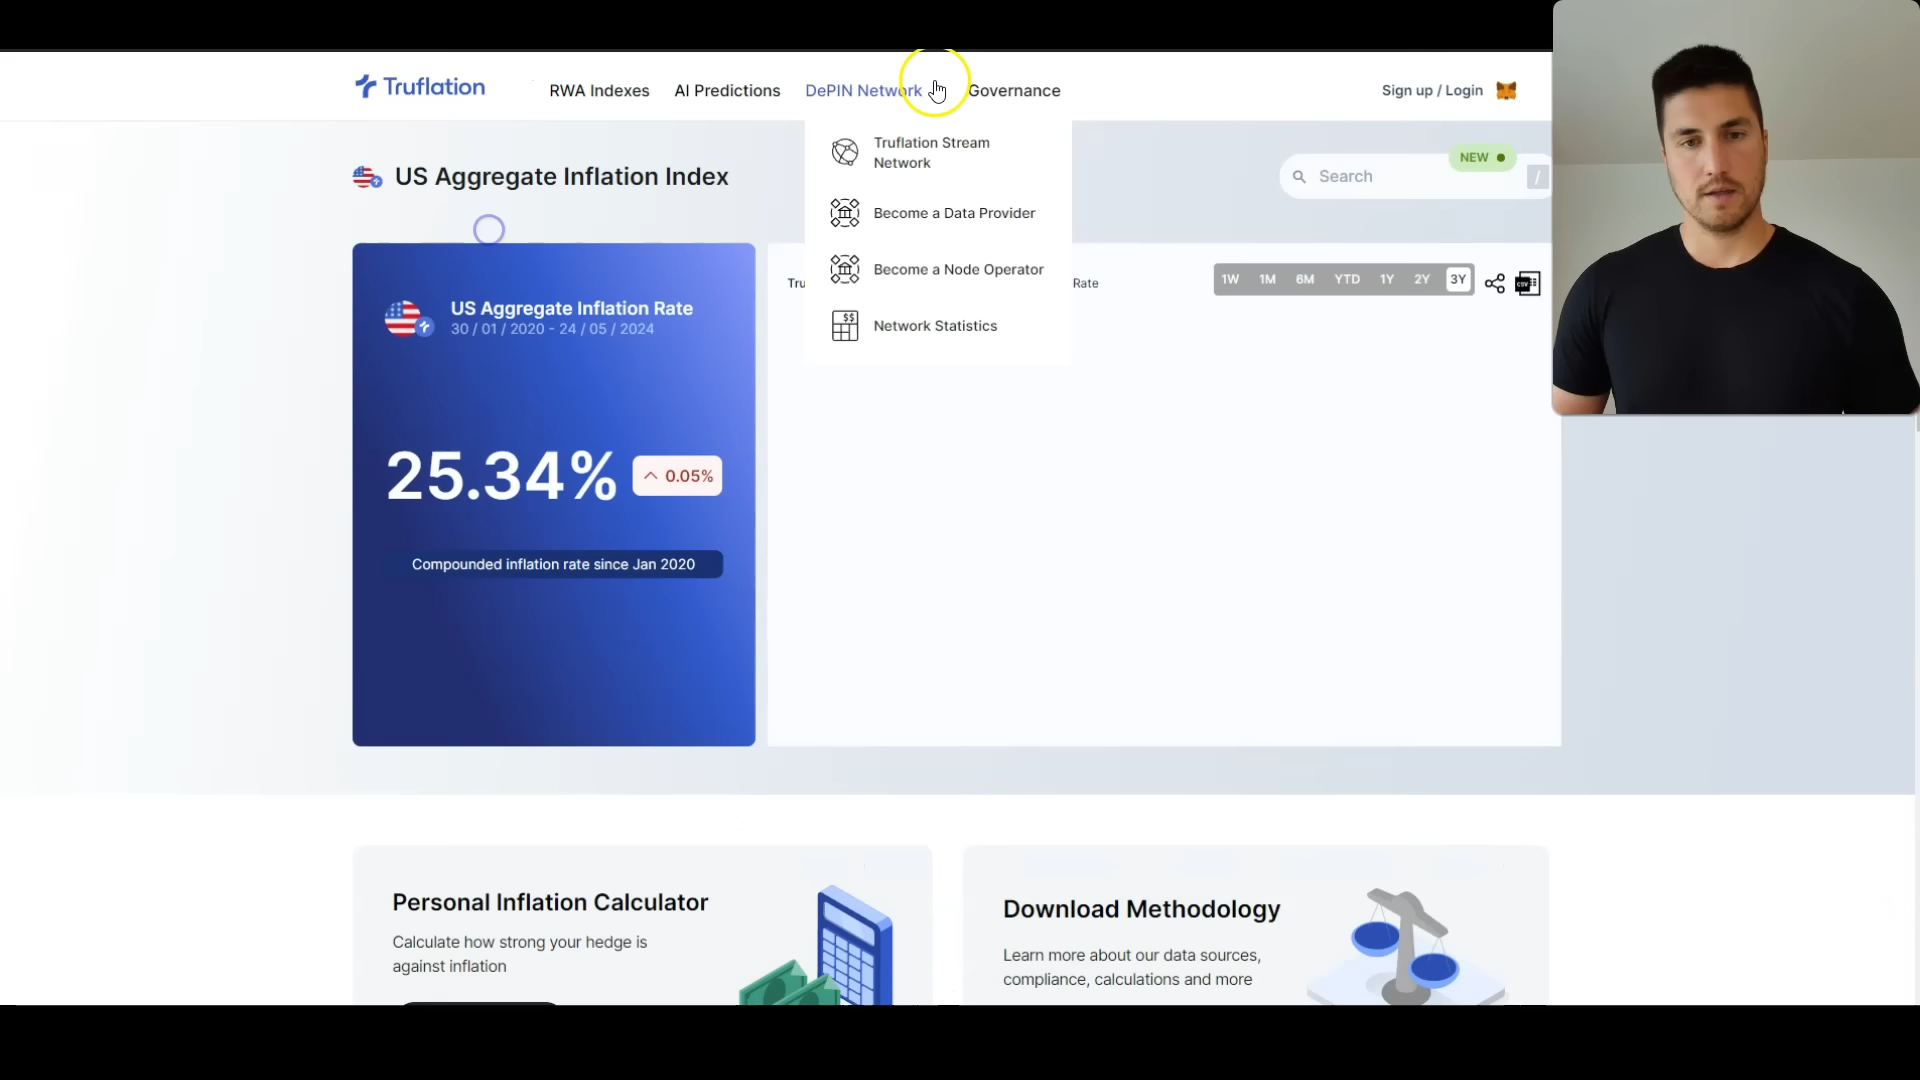 Truflation
RWA Indexes
AI Predictions
DePIN Network
Governance
Sign up / Login
Truflation Stream
Network
Become a Data Provider
Become a Node Operator
Network Statistics
US Aggregate Inflation Index
NEW
Search
/
US Aggregate Inflation Rate
30 / 01 / 2020 - 24 / 05 / 2024
25.34%
0.05%
Compounded inflation rate since Jan 2020
Tru
Rate
1W 1M 6M YTD 1Y 2Y 3Y
CSV
$$
Personal Inflation Calculator
Calculate how strong your hedge is
against inflation
Download Methodology
Learn more about our data sources,
compliance, calculations and more